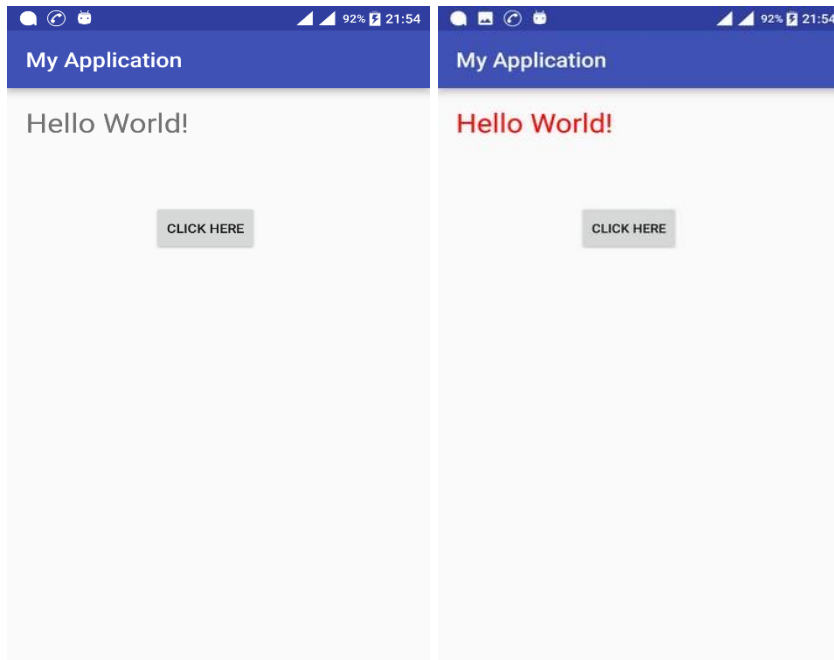 92% 21:54
My Application
Hello World!
CLICK HERE
92% 21:54
My Application
Hello World!
CLICK HERE